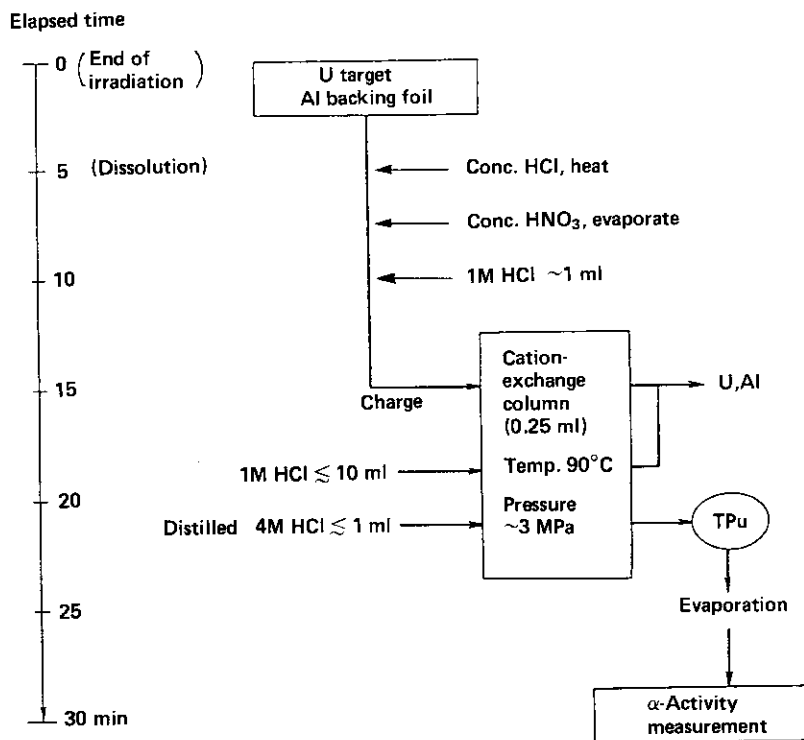 Elapsed time
0 (End of irradiation)
U target
Al backing foil
5 (Dissolution)
Conc. HCl, heat
Conc. HNO₃, evaporate
10
1M HCl ~1 ml
Cation-
exchange
column
(0.25 ml)
15
Charge
U,Al
Temp. 90°C
1M HCl ≲ 10 ml
20
Pressure
~3 MPa
Distilled 4M HCl ≲ 1 ml
TPu
Evaporation
25
α-Activity
measurement
30 min